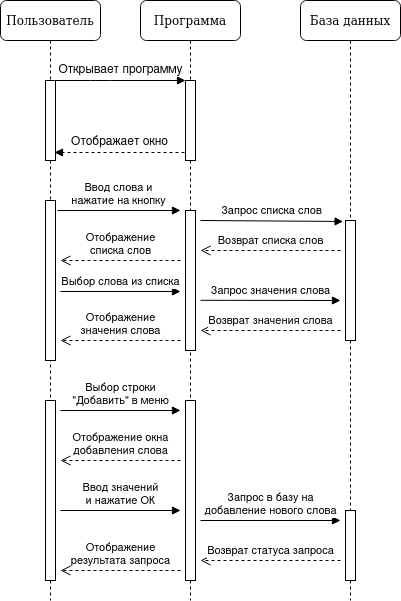 Пользователь
Программа
База данных
Открывает программу
Отображает окно
Ввод слова и
нажатие на кнопку
Запрос списка слов
Отображение
списка слов
Возврат списка слов
Выбор слова из списка
Запрос значения слова
Отображение
значения слова
Возврат значения слова
Выбор строки
"Добавить" в меню
Отображение окна
добавления слова
Ввод значений
и нажатие ОК
Запрос в базу на
добавление нового слова
Отображение
результата запроса
Возврат статуса запроса